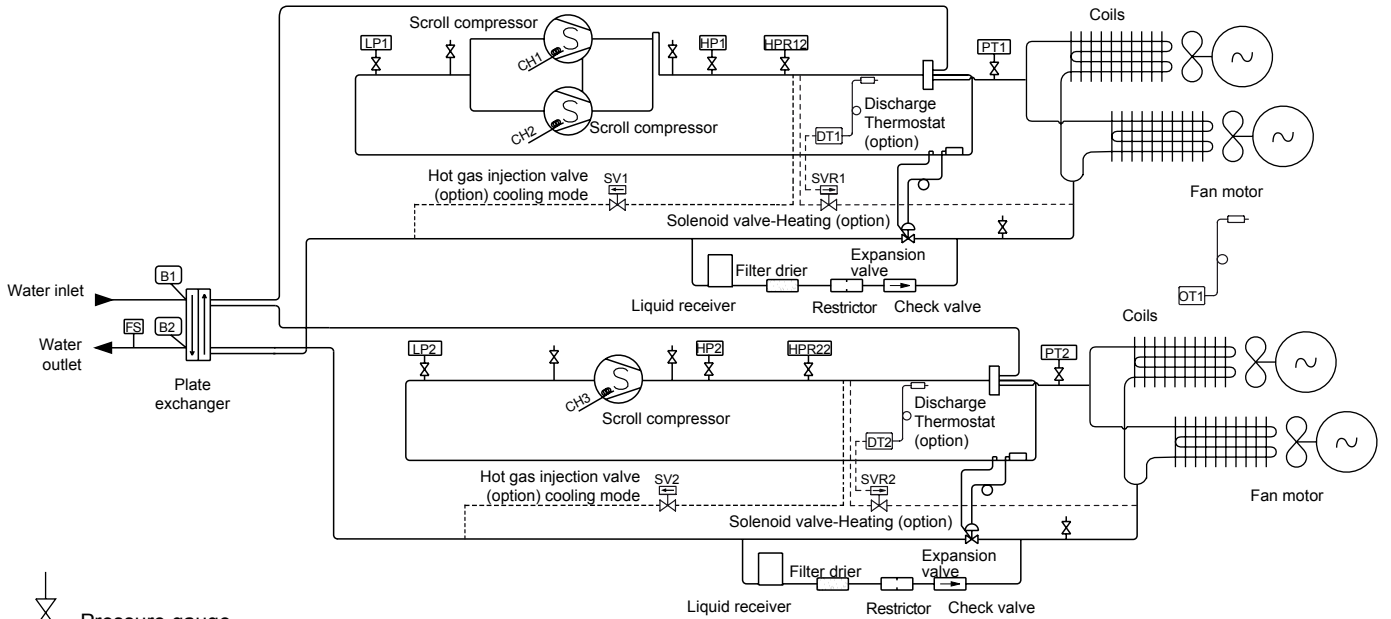 Scroll compressor
Coils
LP1
CH1
HP1
HPR12
PT1
CH2
Scroll compressor
DT1
Discharge
Thermostat
(option)
Hot gas injection valve
(option) cooling mode
SV1
SVR1
Solenoid valve-Heating (option)
Fan motor
B1
Water inlet
Filter drier
Expansion
valve
Liquid receiver
Restrictor
Check valve
OT1
FS
B2
Water
outlet
Plate
exchanger
Coils
LP2
HP2
HPR22
PT2
CH3
Scroll compressor
DT2
Discharge
Thermostat
(option)
Hot gas injection valve
(option) cooling mode
SV2
SVR2
Solenoid valve-Heating (option)
Fan motor
Filter drier
Expansion
valve
Liquid receiver
Restrictor
Check valve
Pressure gauge